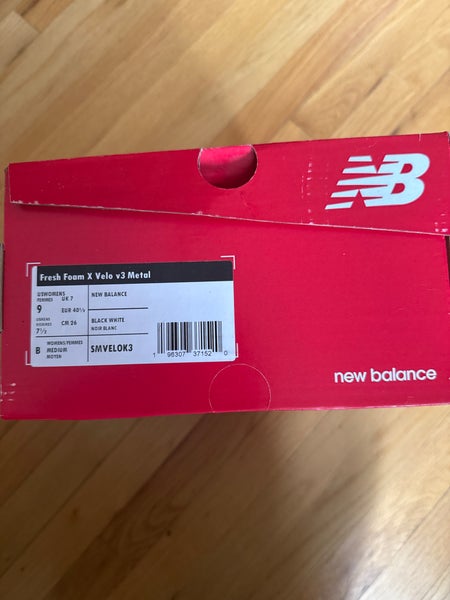 NB
Fresh Foam X Velo v3 Metal
USWOMENS
FEMMES
UK 7
NEW BALANCE
9
EUR 40½
USMENS
HOMMES
CM 26
BLACK WHITE
7½
NOIR BLANC
B
WOMENS/FEMMES
MEDIUM
MOYEN
SMVELOK3
1 96307 37152 0
new balance